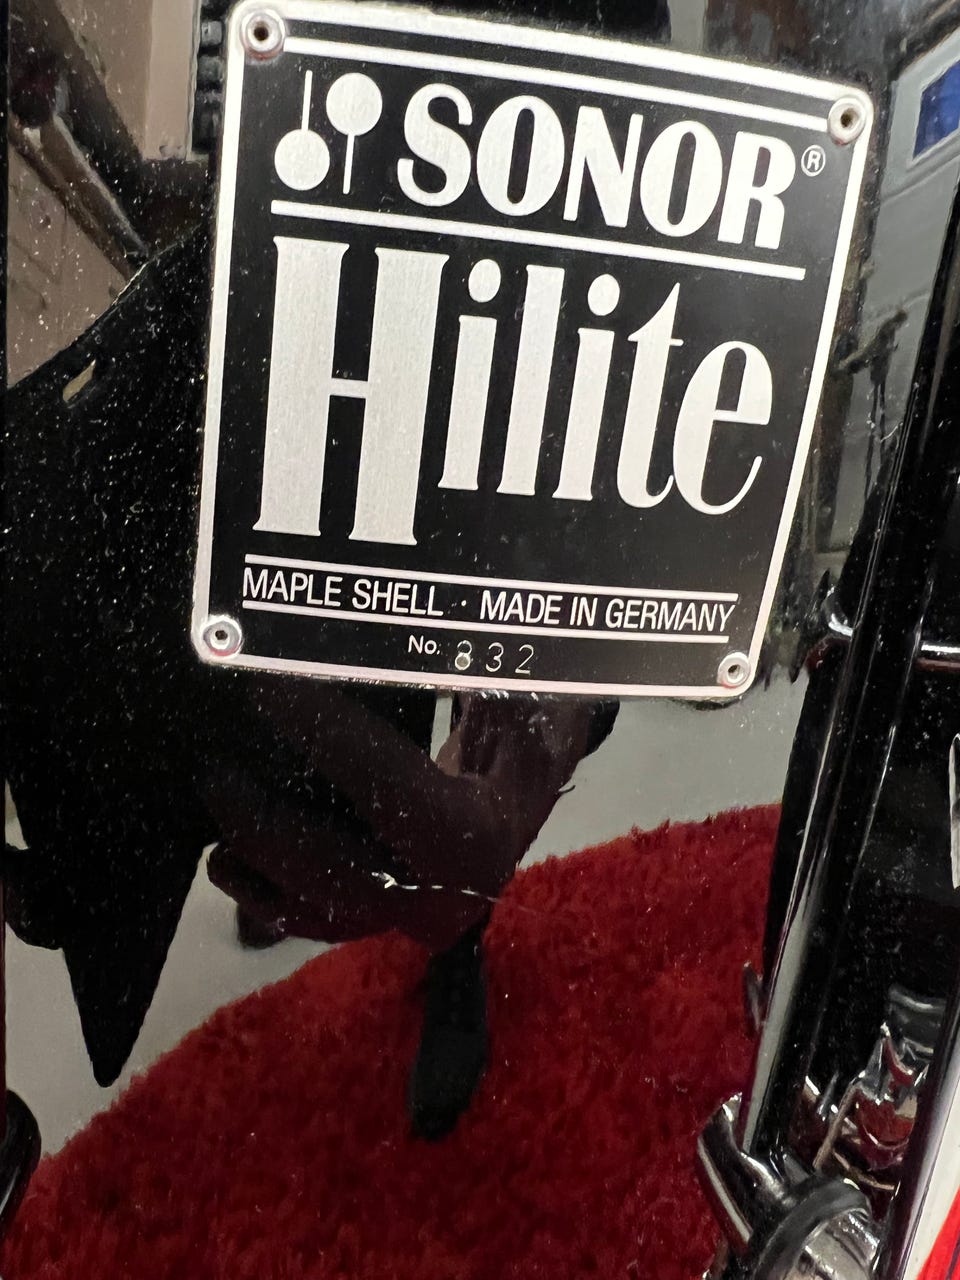 SONOR®
Hilite
MAPLE SHELL · MADE IN GERMANY
No. 832